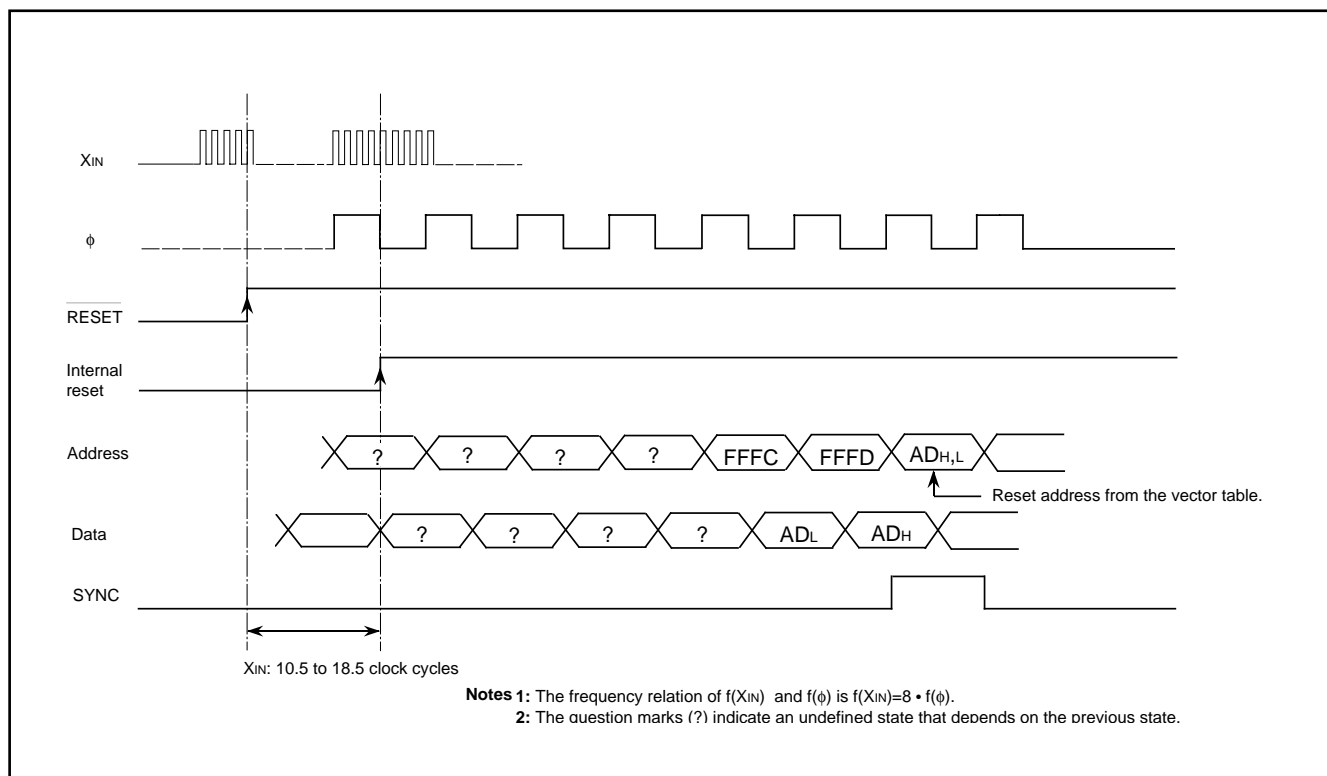 XIN
ϕ
RESET
Internal
reset
Address
? ? ? ? FFFC FFFD ADH,L
Reset address from the vector table.
Data
? ? ? ? ADL ADH
SYNC
XIN: 10.5 to 18.5 clock cycles
Notes 1: The frequency relation of f(XIN) and f(ϕ) is f(XIN)=8 • f(ϕ).
2: The question marks (?) indicate an undefined state that depends on the previous state.